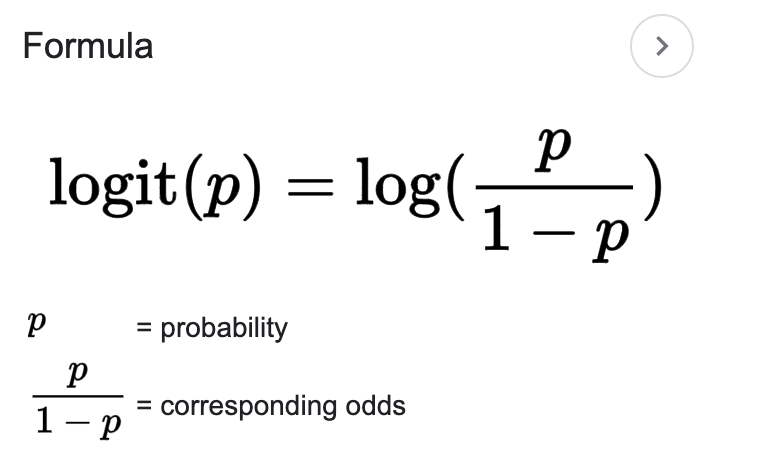 Formula
logit(p) = log(p / 1 − p)
p = probability
p / 1 − p = corresponding odds